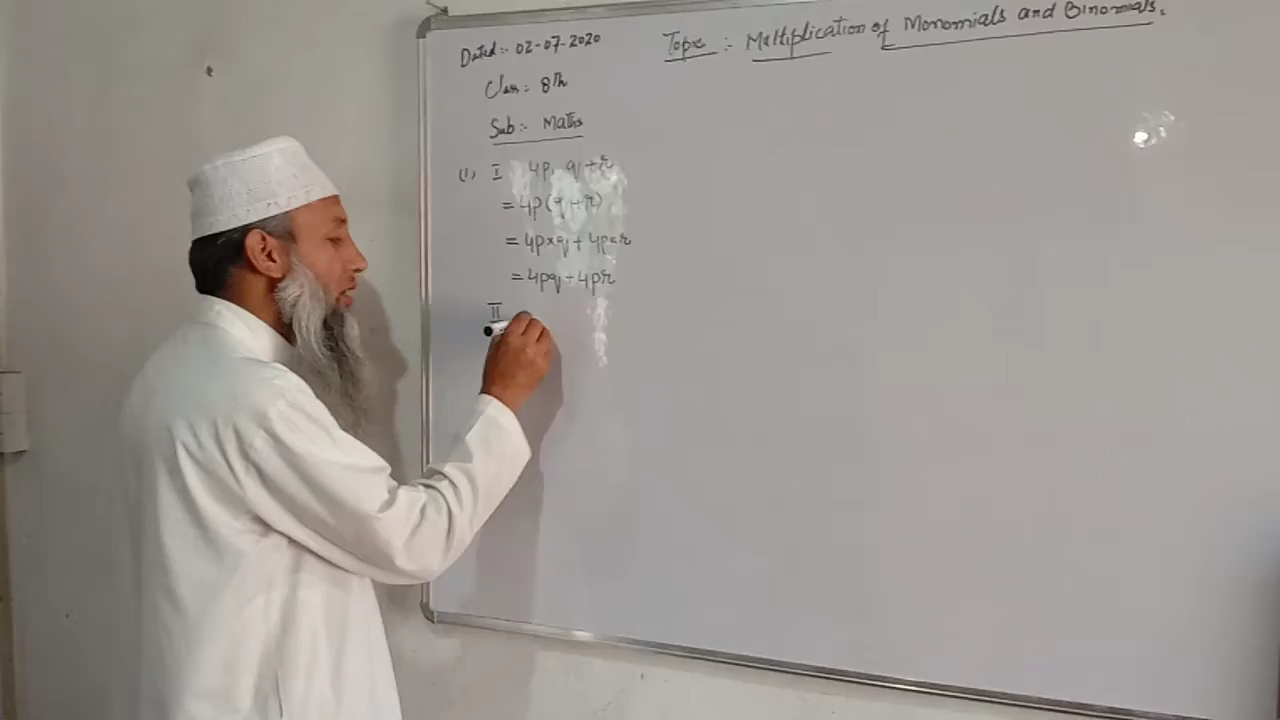 Dated :- 02-07-2020
Topic :- Multiplication of Monomials and Binomials.
Class : 8th
Sub :- Maths
(1) I 4p, q+r
= 4p(q+r)
= 4p×q + 4p×r
= 4pq + 4pr
II